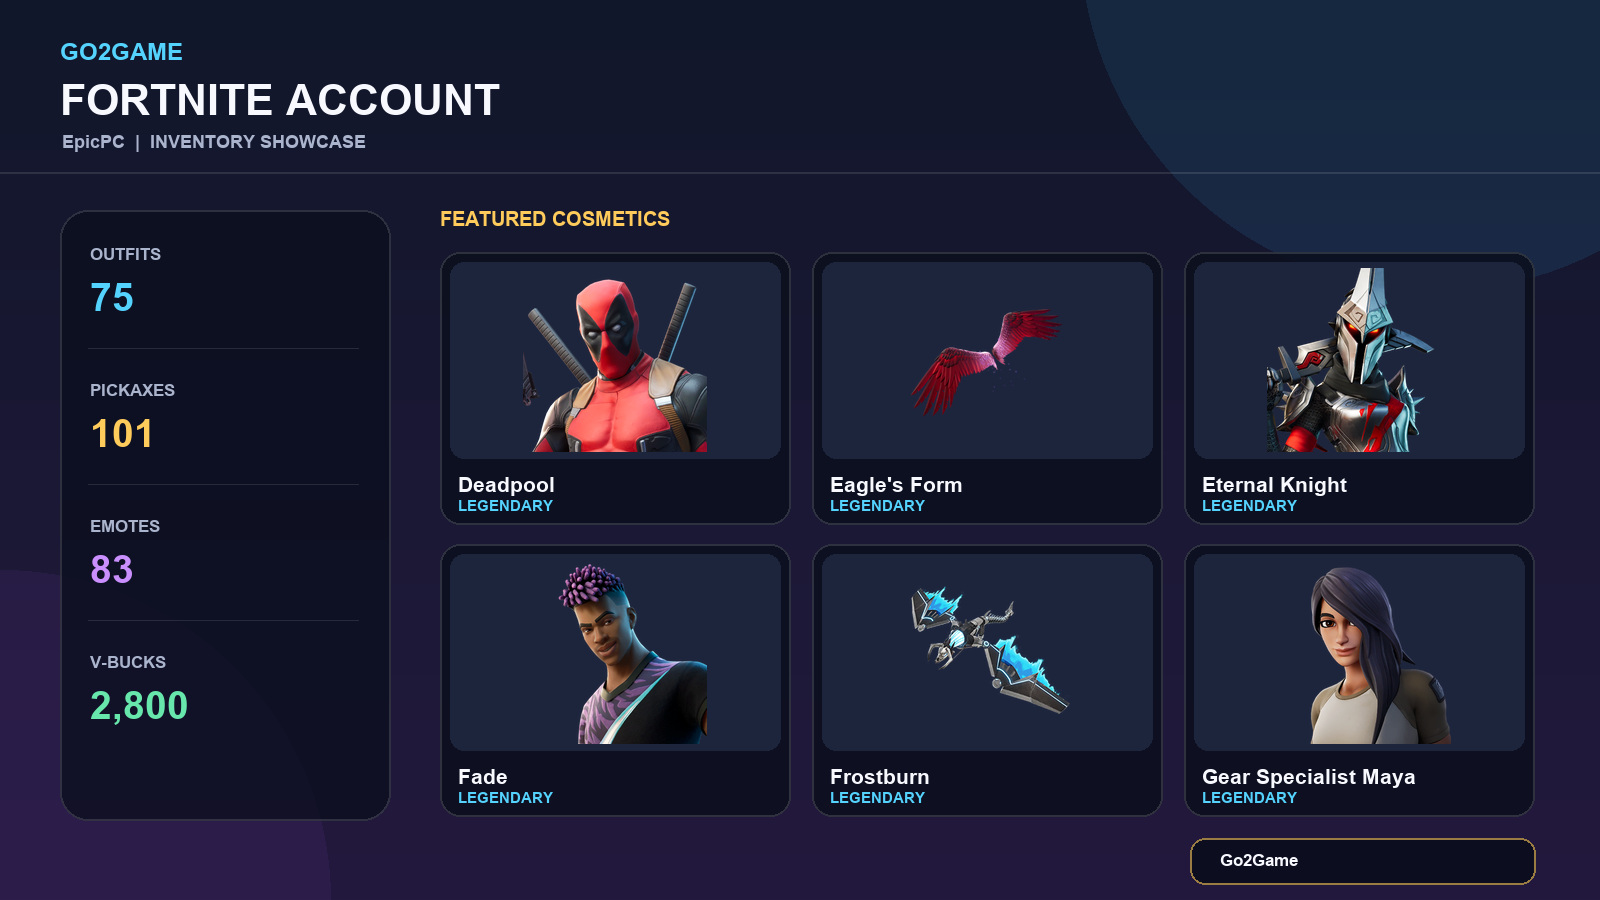 GO2GAME
FORTNITE ACCOUNT
EpicPC | INVENTORY SHOWCASE
OUTFITS
75
PICKAXES
101
EMOTES
83
V-BUCKS
2,800
FEATURED COSMETICS
Deadpool
LEGENDARY
Eagle's Form
LEGENDARY
Eternal Knight
LEGENDARY
Fade
LEGENDARY
Frostburn
LEGENDARY
Gear Specialist Maya
LEGENDARY
Go2Game